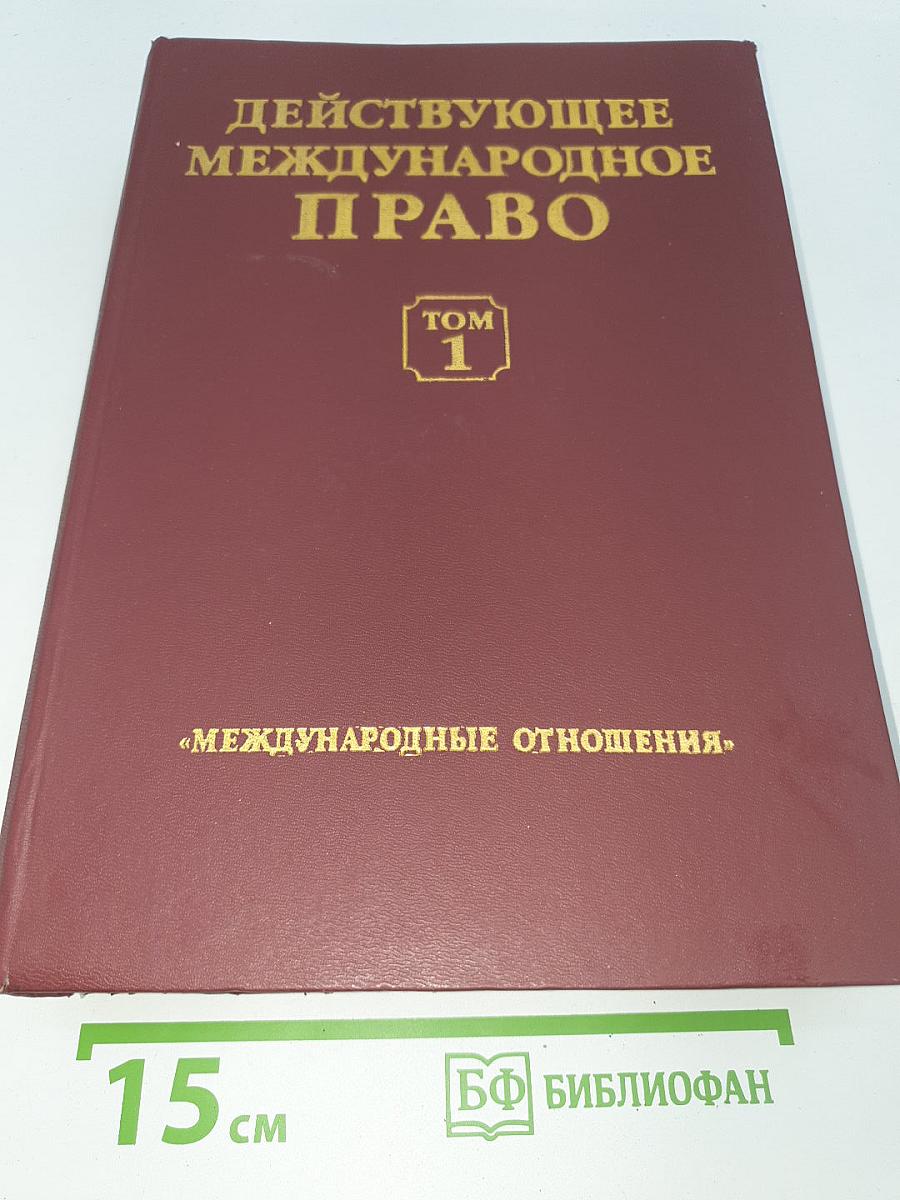 ДЕЙСТВУЮЩЕЕ
МЕЖДУНАРОДНОЕ
ПРАВО
ТОМ
1
«МЕЖДУНАРОДНЫЕ ОТНОШЕНИЯ»
15 см
БФ БИБЛИОФАН